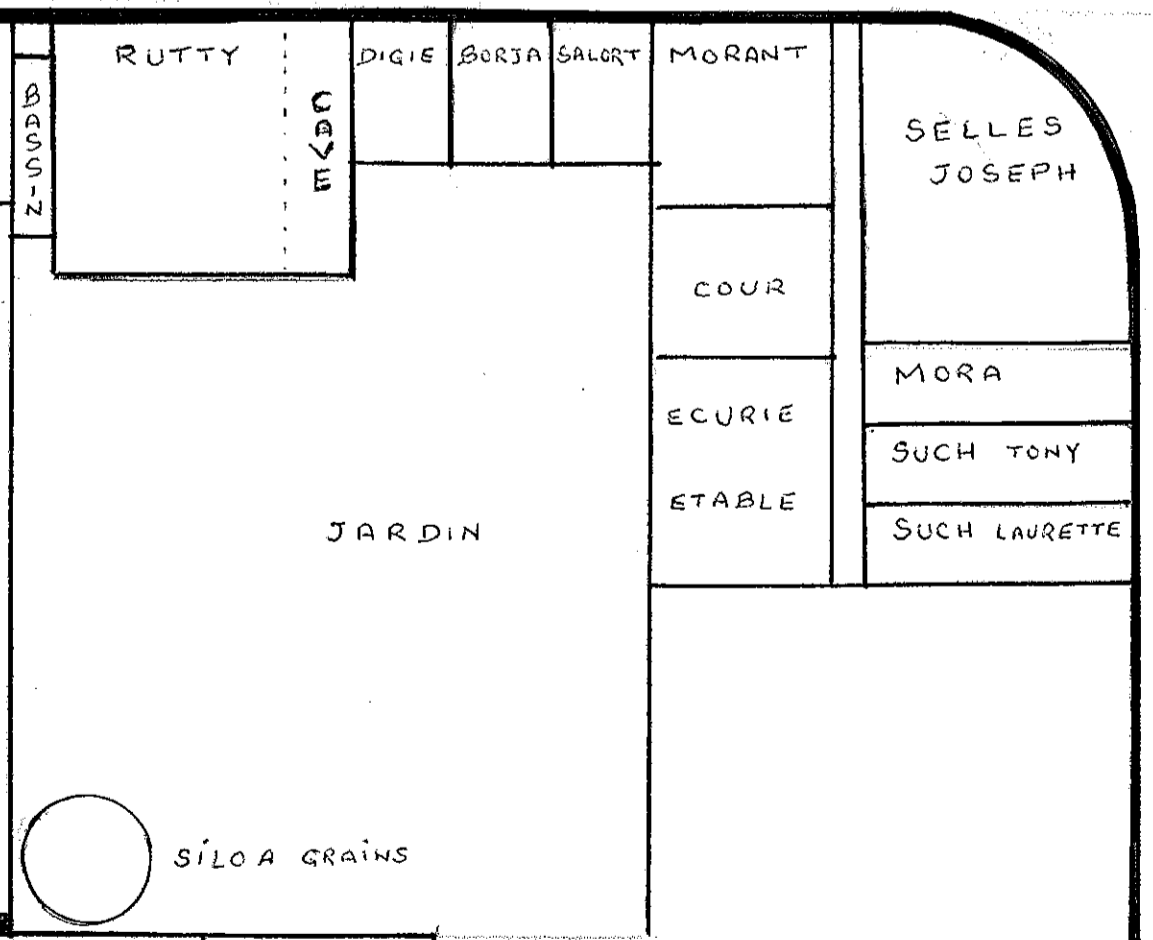 RUTTY
DIGIE
BORJA
SALORT
MORANT
BASSIN
CAVE
SELLES
JOSEPH
COUR
MORA
ECURIE
SUCH TONY
ETABLE
SUCH LAURETTE
JARDIN
SILO A GRAINS